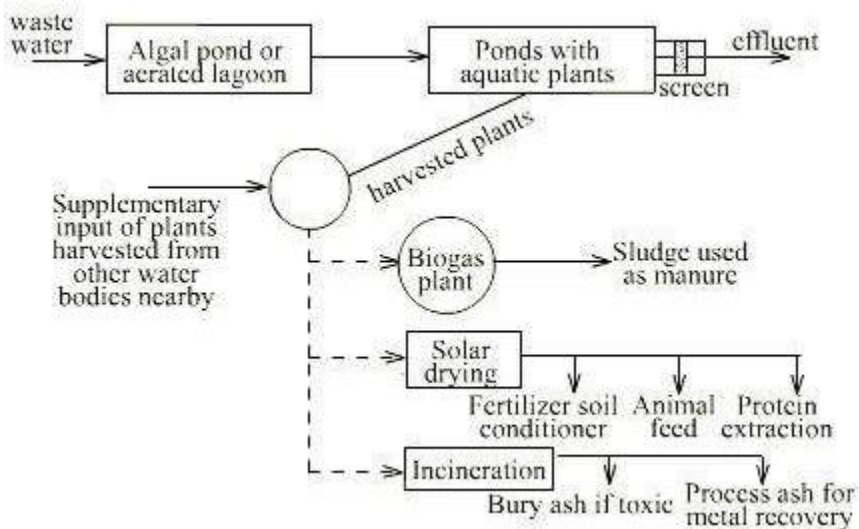 waste
water
Algal pond or
aerated lagoon
Ponds with
aquatic plants
effluent
screen
harvested plants
Supplementary
input of plants
harvested from
other water
bodies nearby
Biogas
plant
Sludge used
as manure
Solar
drying
Fertilizer soil
conditioner
Animal
feed
Protein
extraction
Incineration
Bury ash if toxic
Process ash for
metal recovery